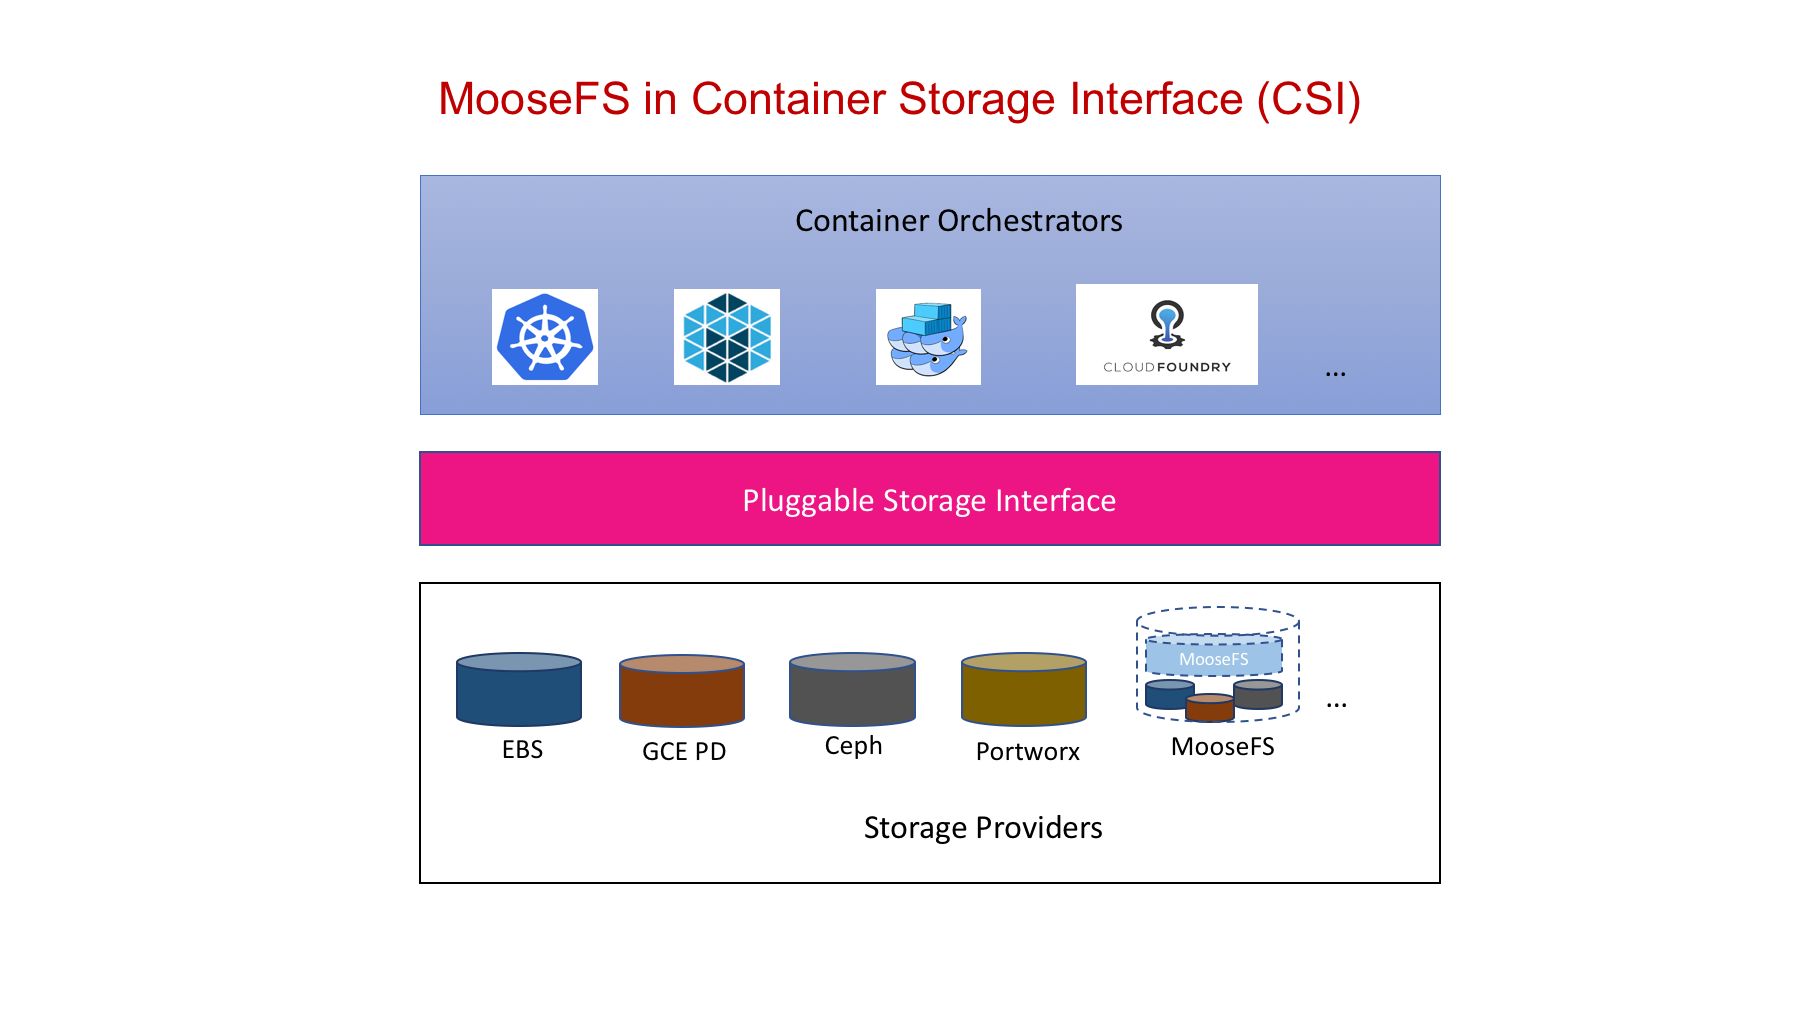 MooseFS in Container Storage Interface (CSI)
Container Orchestrators
CLOUDFOUNDRY
...
Pluggable Storage Interface
MooseFS
...
EBS
GCE PD
Ceph
Portworx
MooseFS
Storage Providers